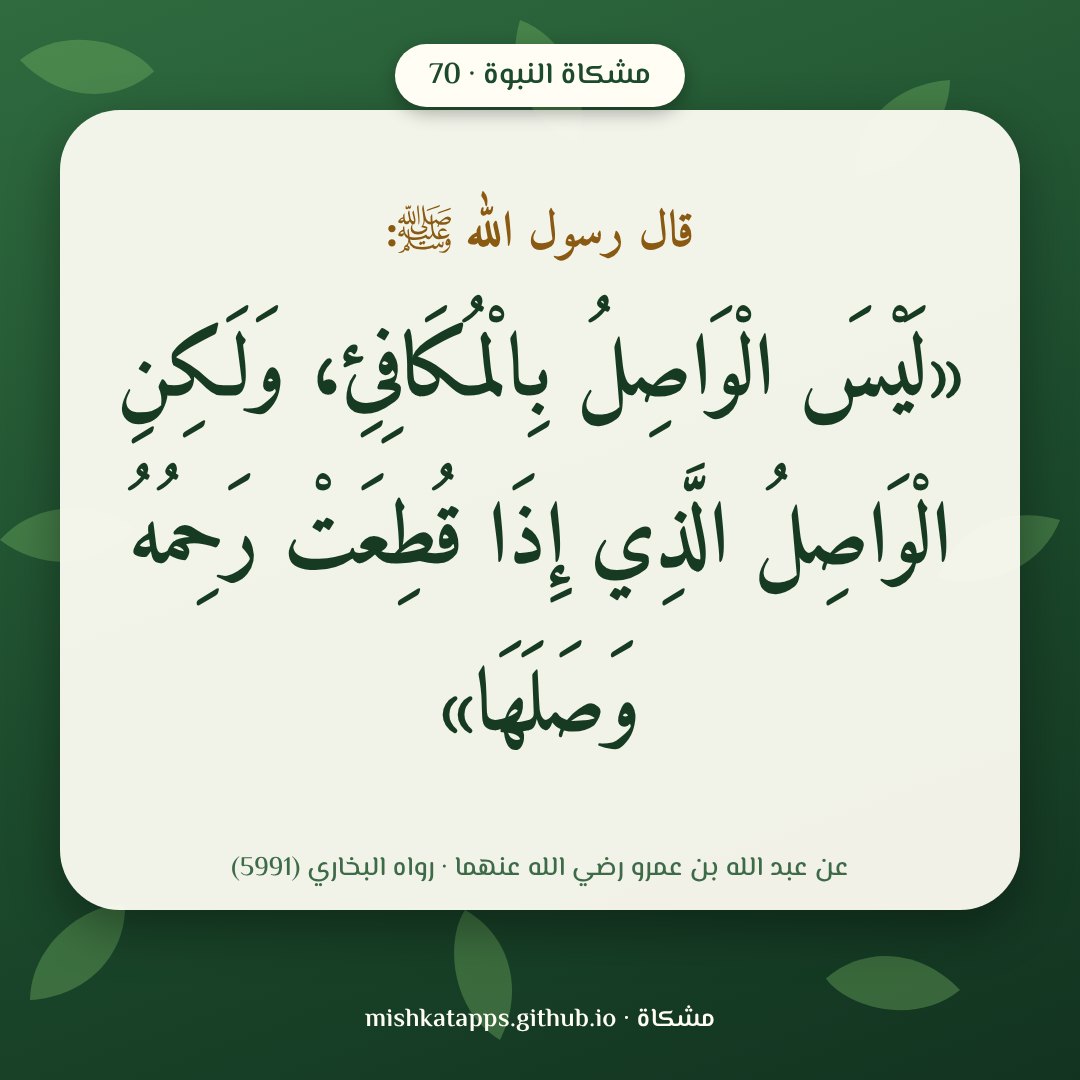 مشكاة النبوة · 70
قال رسول الله ﷺ:
«لَيْسَ الْوَاصِلُ بِالْمُكَافِئِ، وَلَكِنِ
الْوَاصِلُ الَّذِي إِذَا قُطِعَتْ رَحِمُهُ
وَصَلَهَا»
عن عبد الله بن عمرو رضي الله عنهما · رواه البخاري (5991)
مشكاة · mishkatapps.github.io